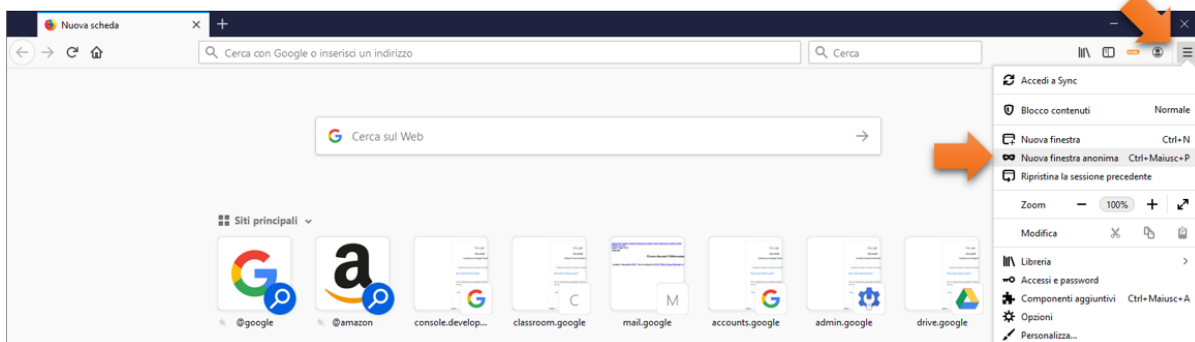 Nuova scheda
Cerca con Google o inserisci un indirizzo
Cerca
Accedi a Sync
Blocco contenuti Normale
Nuova finestra Ctrl+N
Nuova finestra anonima Ctrl+Maiusc+P
Ripristina la sessione precedente
Zoom 100%
Modifica
Libreria
Accessi e password
Componenti aggiuntivi Ctrl+Maiusc+A
Opzioni
Personalizza...
Cerca sul Web
Siti principali
@google
@amazon
console.develop...
C
classroom.google
M
mail.google
accounts.google
admin.google
drive.google